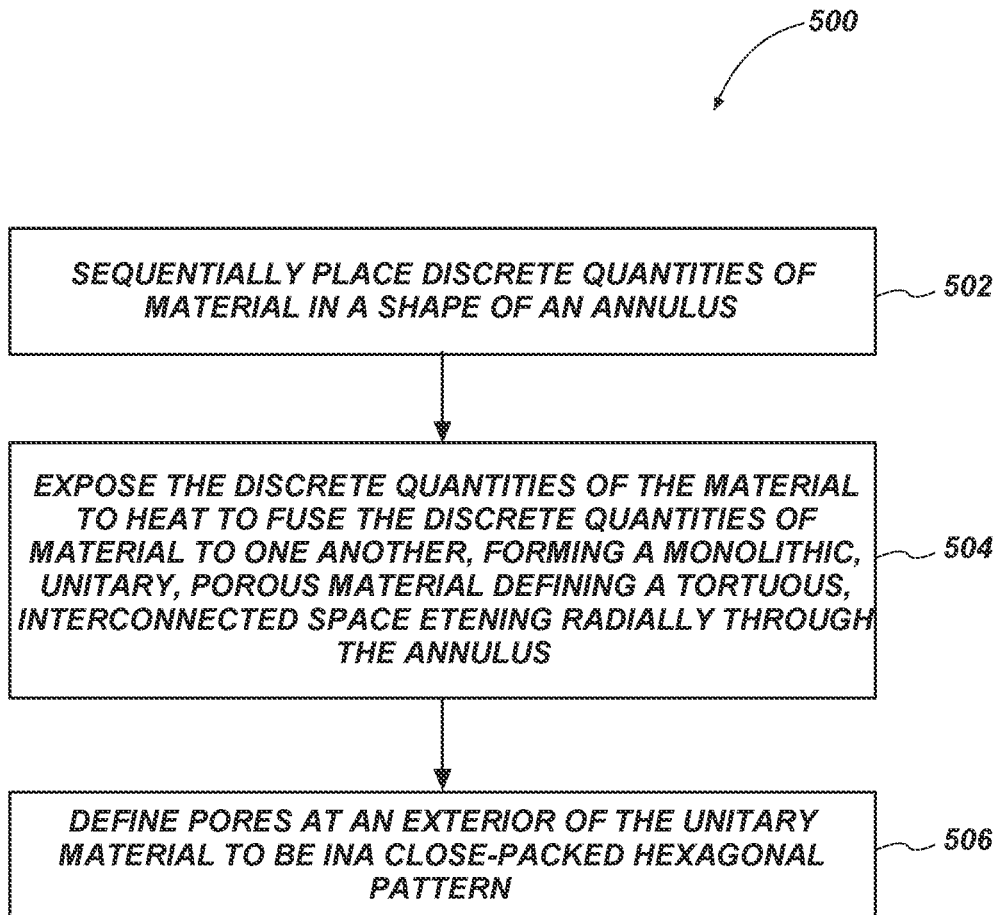 500
SEQUENTIALLY PLACE DISCRETE QUANTITIES OF
MATERIAL IN A SHAPE OF AN ANNULUS
502
EXPOSE THE DISCRETE QUANTITIES OF THE MATERIAL
TO HEAT TO FUSE THE DISCRETE QUANTITIES OF
MATERIAL TO ONE ANOTHER, FORMING A MONOLITHIC,
UNITARY, POROUS MATERIAL DEFINING A TORTUOUS,
INTERCONNECTED SPACE ETENING RADIALLY THROUGH
THE ANNULUS
504
DEFINE PORES AT AN EXTERIOR OF THE UNITARY
MATERIAL TO BE INA CLOSE-PACKED HEXAGONAL
PATTERN
506